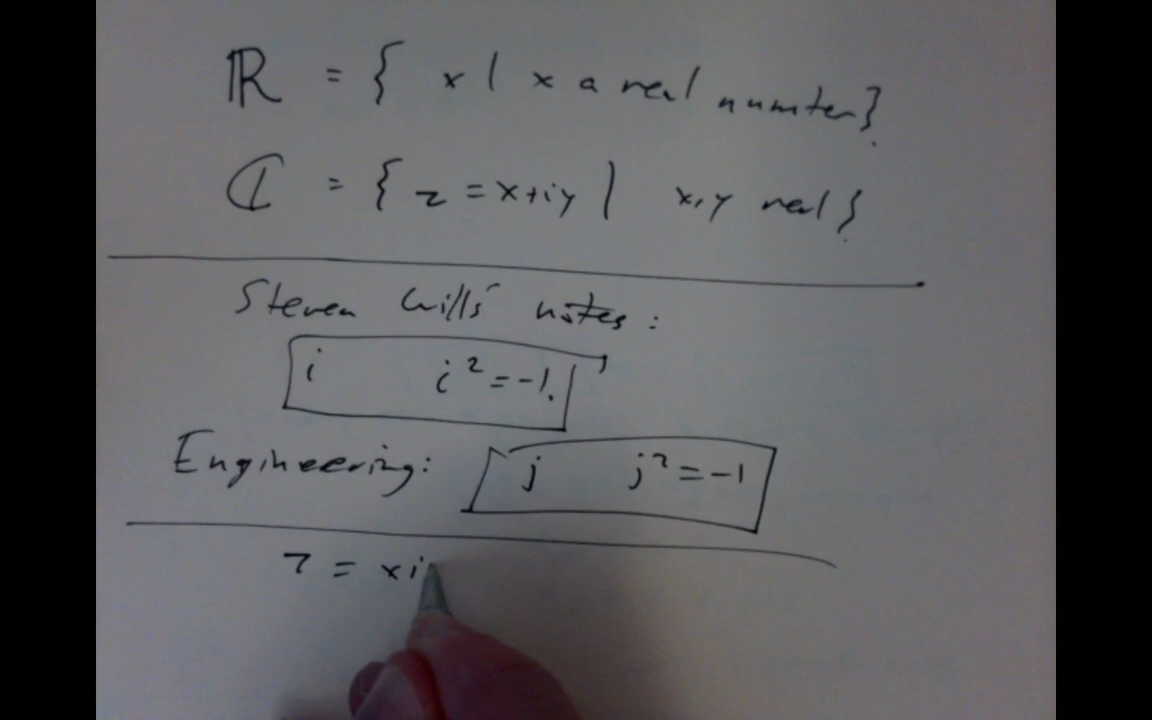 ℝ = { x | x a real number}.
ℂ = { z = x+iy | x,y real }.
Steven Wills' notes:
i i² = -1.
Engineering: j j² = -1
z = xi